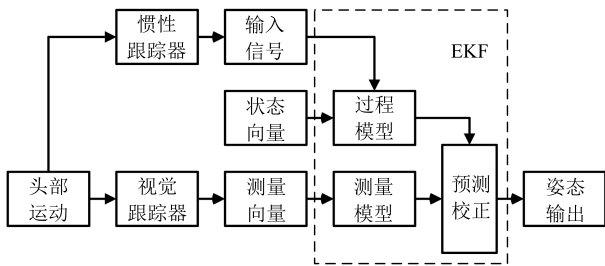 惯性
跟踪器
输入
信号
EKF
状态
向量
过程
模型
头部
运动
视觉
跟踪器
测量
向量
测量
模型
预测
校正
姿态
输出